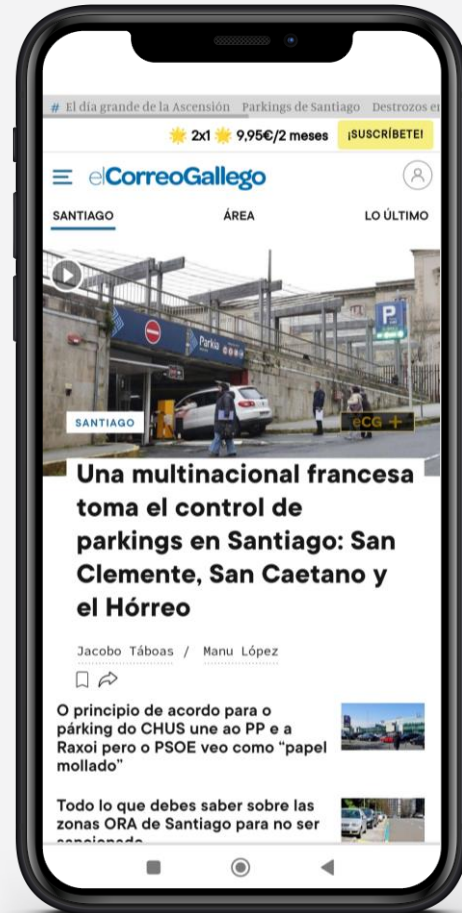 # El día grande de la Ascensión Parkings de Santiago Destrozos
2x1 9,95€/2 meses ¡SUSCRÍBETE!
elCorreoGallego
SANTIAGO ÁREA LO ÚLTIMO
P
Parkia
SANTIAGO
eCG +
Una multinacional francesa
toma el control de
parkings en Santiago: San
Clemente, San Caetano y
el Hórreo
Jacobo Táboas / Manu López
O principio de acordo para o
párking do CHUS une ao PP e a
Raxoi pero o PSOE veo como “papel
mollado”
Todo lo que debes saber sobre las
zonas ORA de Santiago para no ser
sancionado